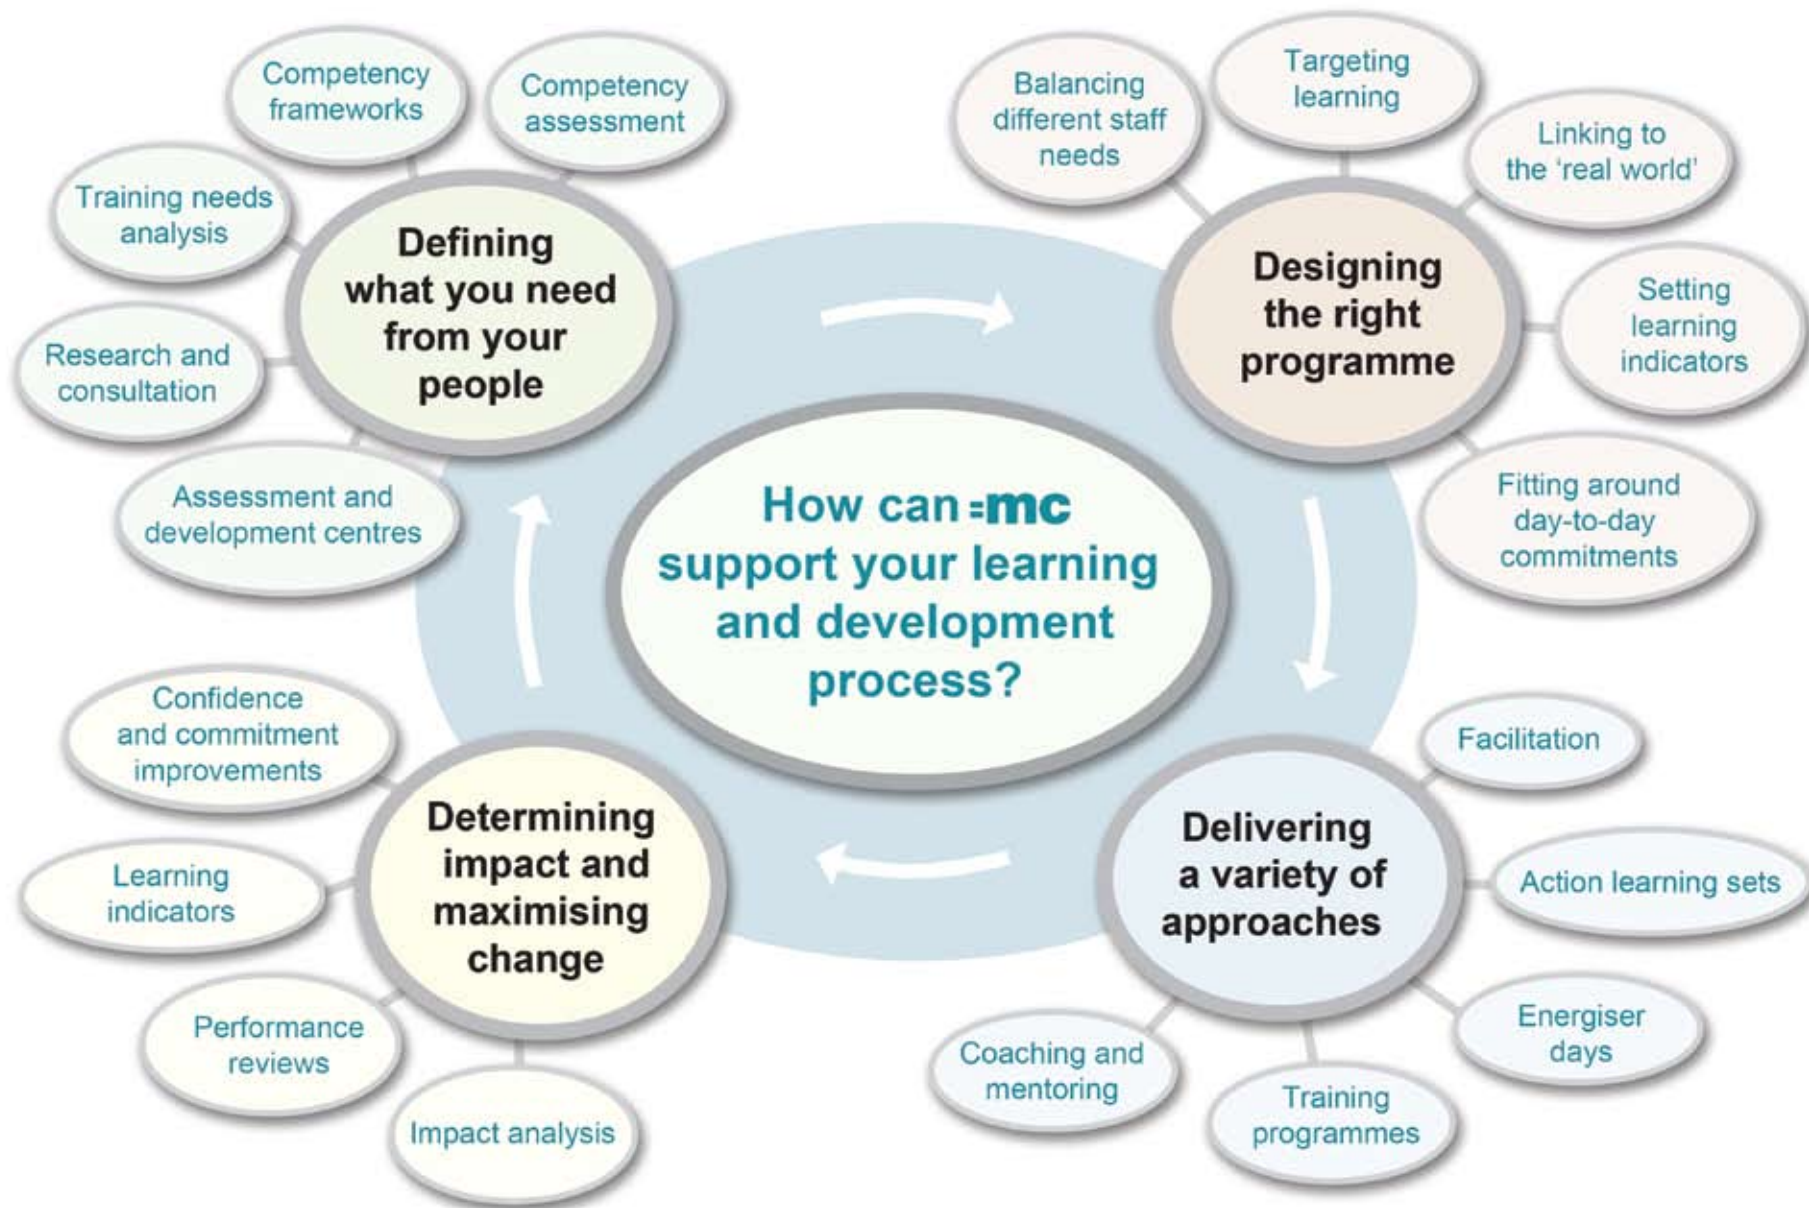 Competency
frameworks
Competency
assessment
Training needs
analysis
Research and
consultation
Assessment and
development centres
Defining
what you need
from your
people
Balancing
different staff
needs
Targeting
learning
Linking to
the ‘real world’
Setting
learning
indicators
Fitting around
day-to-day
commitments
Designing
the right
programme
How can =mc
support your learning
and development
process?
Confidence
and commitment
improvements
Learning
indicators
Performance
reviews
Impact analysis
Determining
impact and
maximising
change
Delivering
a variety of
approaches
Facilitation
Action learning sets
Energiser
days
Training
programmes
Coaching and
mentoring